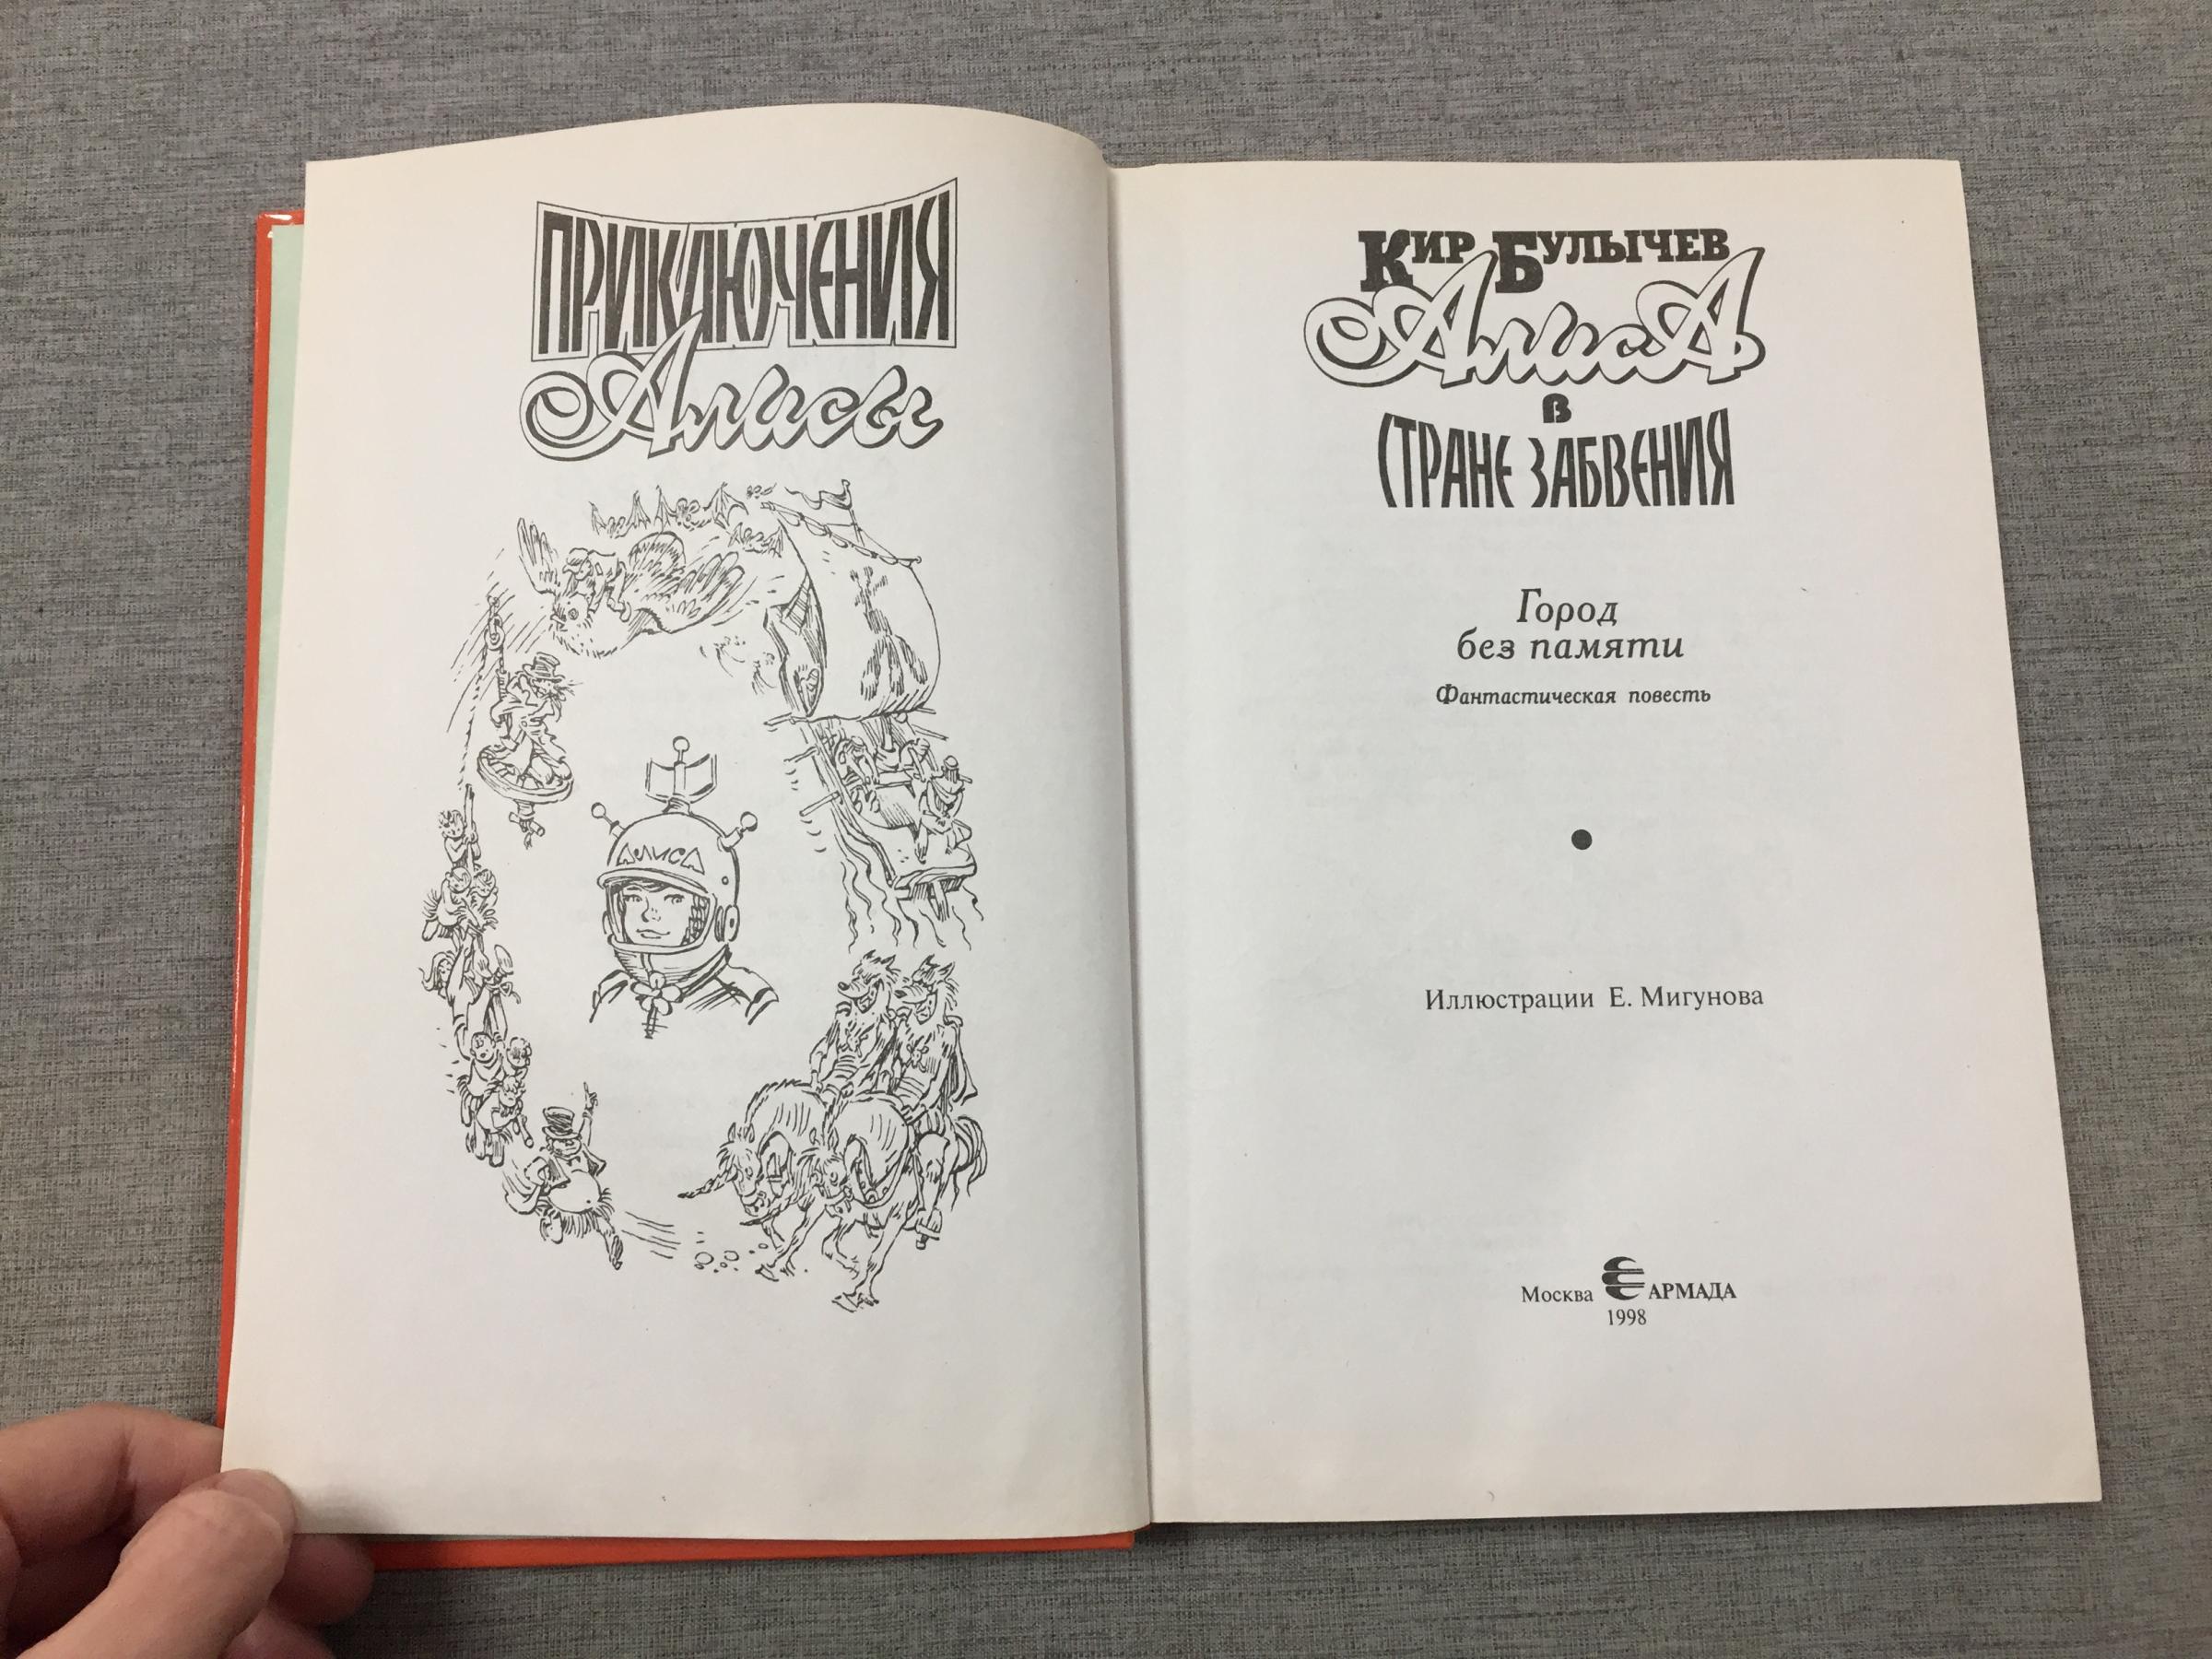 ПРИКЛЮЧЕНИЯ
Алисы
АЛИСА
Кир Булычев
АлисА
в
СТРАНЕ ЗАБВЕНИЯ
Город
без памяти
Фантастическая повесть
Иллюстрации Е. Мигунова
Москва АРМАДА
1998